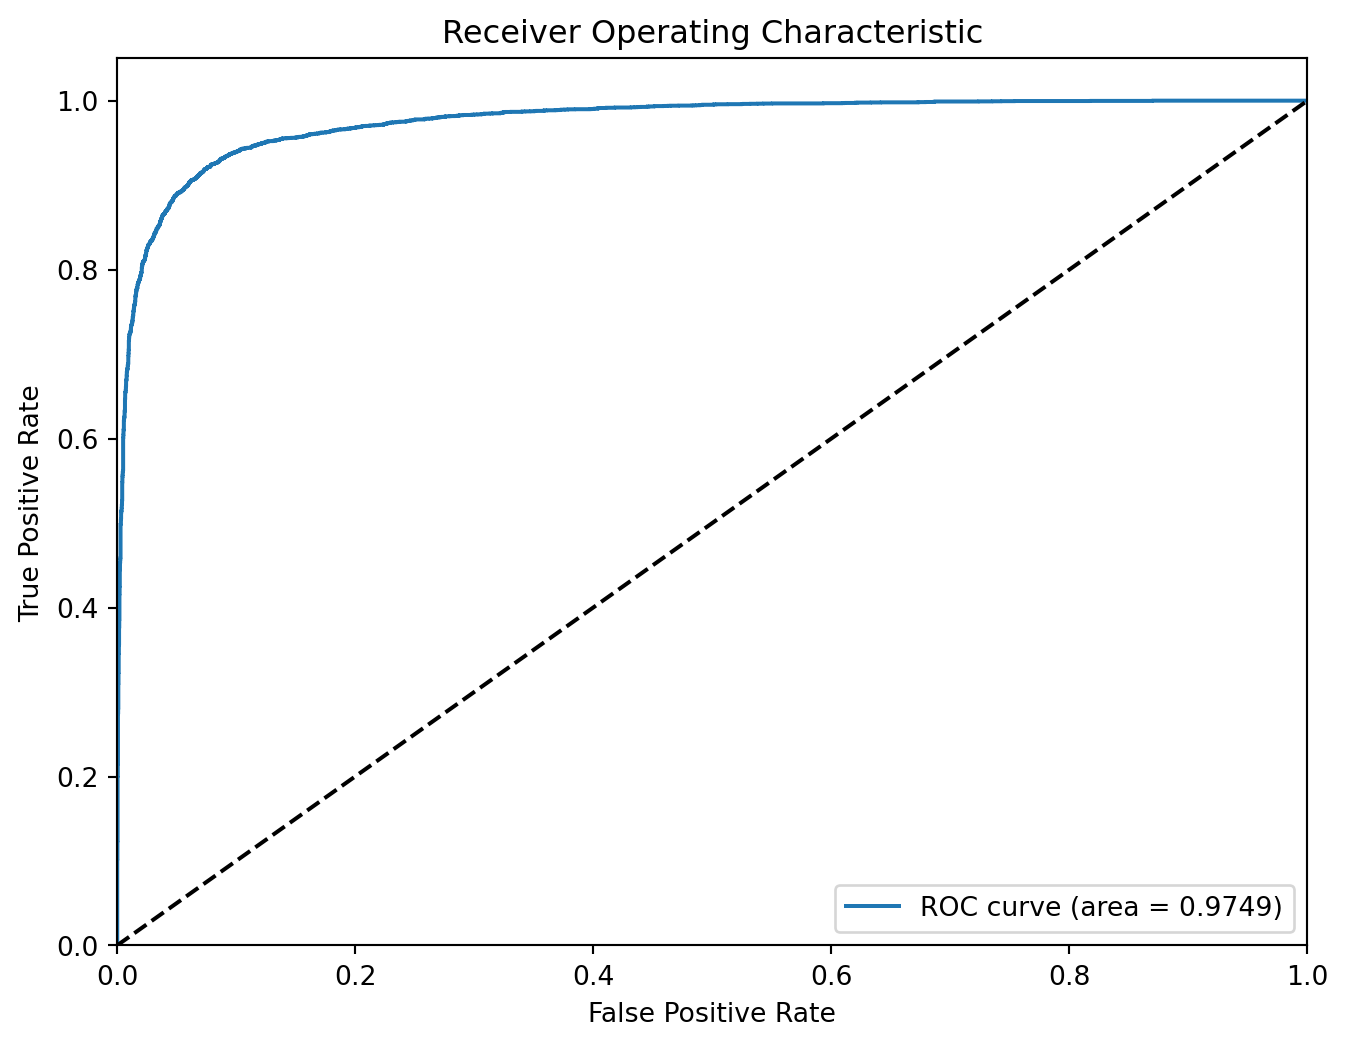 Receiver Operating Characteristic
True Positive Rate
1.0
0.8
0.6
0.4
0.2
0.0
ROC curve (area = 0.9749)
0.0 0.2 0.4 0.6 0.8 1.0
False Positive Rate